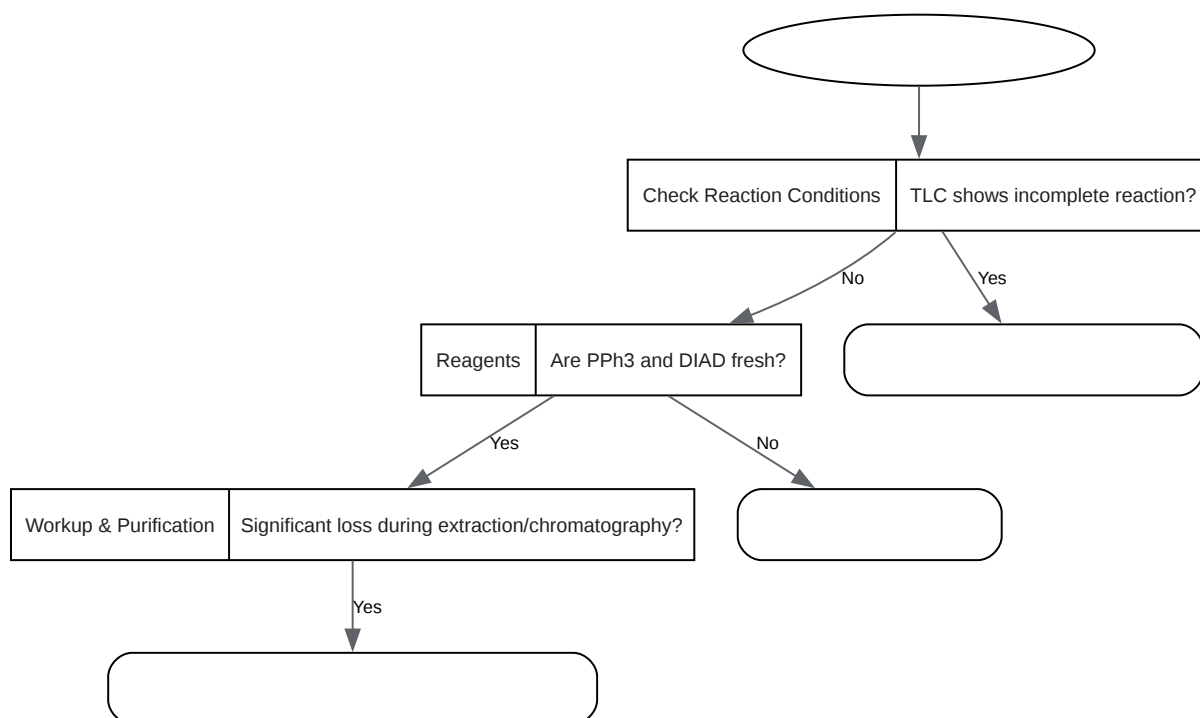 Check Reaction Conditions
TLC shows incomplete reaction?
No
Yes
Reagents
Are PPh3 and DIAD fresh?
Yes
No
Workup & Purification
Significant loss during extraction/chromatography?
Yes